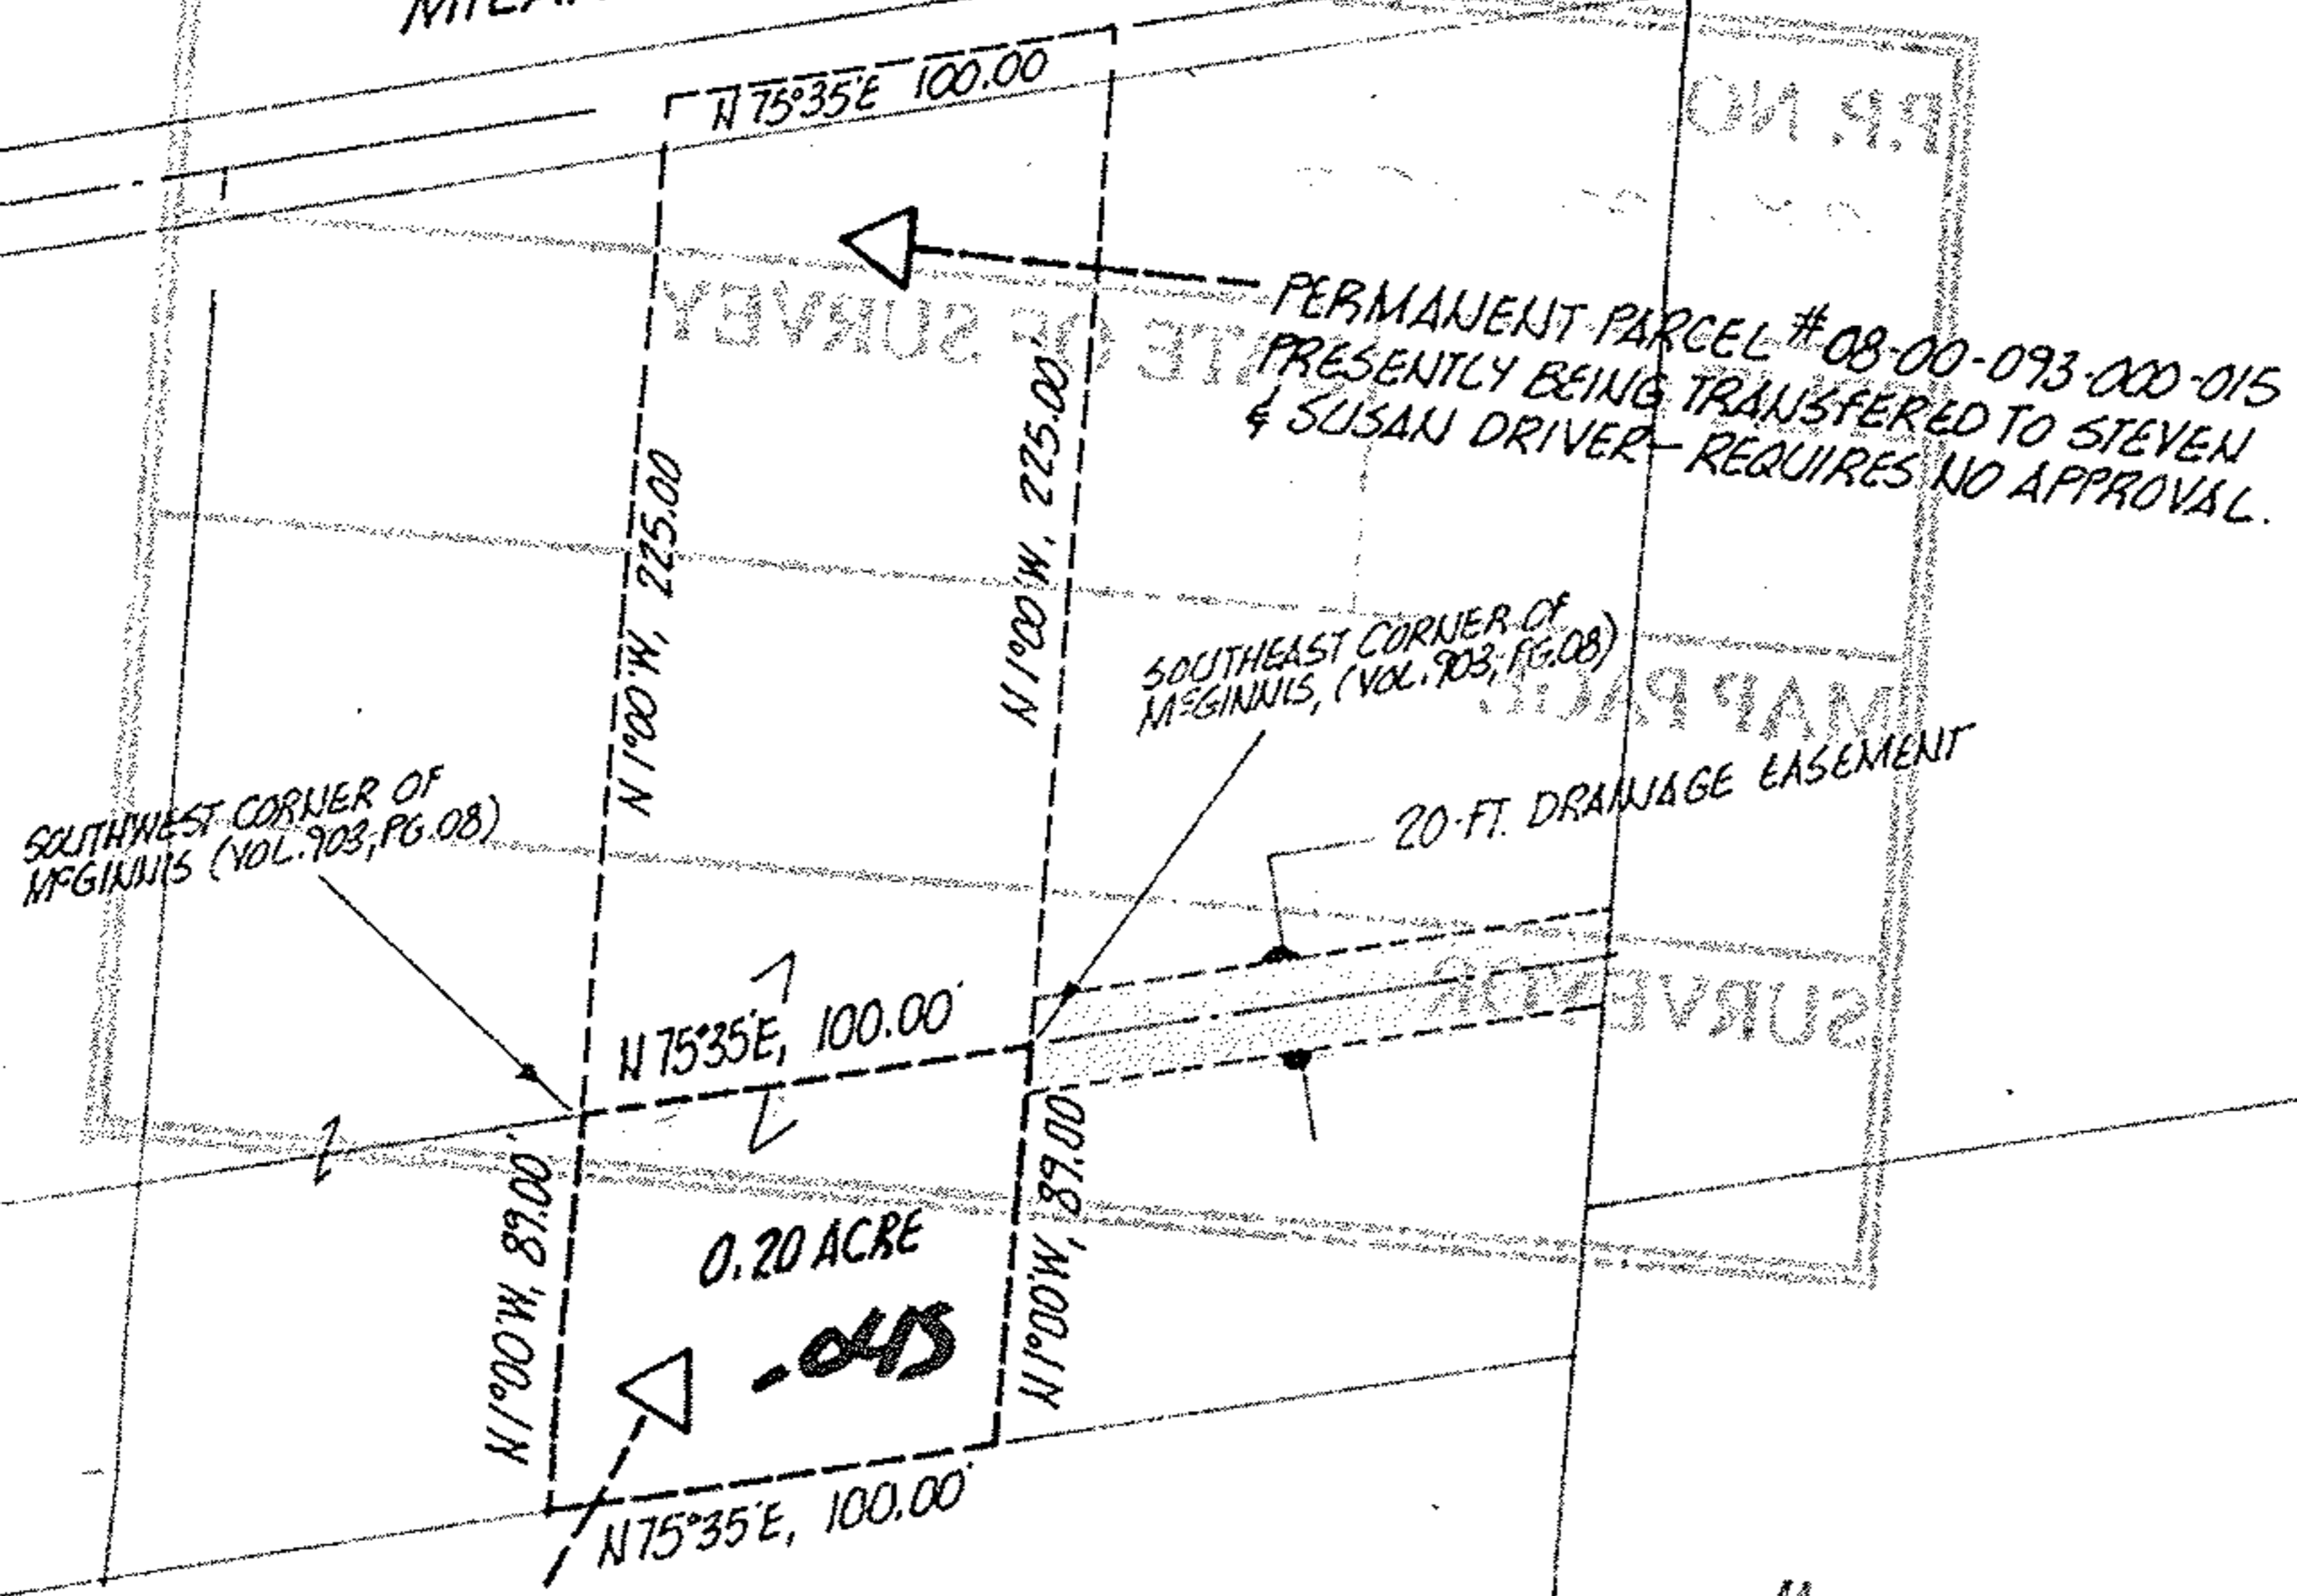 N 75°35'E 100.00
P.P. NO.
SITE OF SURVEY
PERMANENT PARCEL #08-00-093-000-015
PRESENTLY BEING TRANSFERED TO STEVEN
& SUSAN DRIVER - REQUIRES NO APPROVAL.
N 1°00'W, 225.00
N 1°00'W, 225.00'
SOUTHEAST CORNER OF
McGINNIS, (VOL.903, PG.08)
MAP PAGE
20-FT. DRAINAGE EASEMENT
SOUTHWEST CORNER OF
McGINNIS (VOL.903, PG.08)
SURVEYOR
N 75°35'E, 100.00'
N 1°00'W, 89.00'
0.20 ACRE
N 1°00'W, 89.00
-045
N 75°35'E, 100.00'